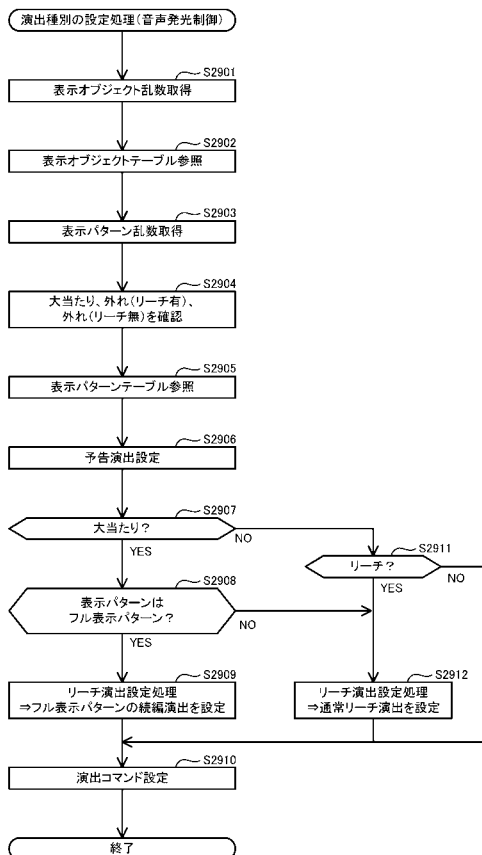 演出種別の設定処理(音声発光制御)
S2901
表示オブジェクト乱数取得
S2902
表示オブジェクトテーブル参照
S2903
表示パターン乱数取得
S2904
大当たり、外れ(リーチ有)、
外れ(リーチ無)を確認
S2905
表示パターンテーブル参照
S2906
予告演出設定
S2907
大当たり?
NO
YES
S2911
リーチ?
NO
YES
S2908
表示パターンは
フル表示パターン?
NO
YES
S2909
リーチ演出設定処理
⇒フル表示パターンの続編演出を設定
S2912
リーチ演出設定処理
⇒通常リーチ演出を設定
S2910
演出コマンド設定
終了